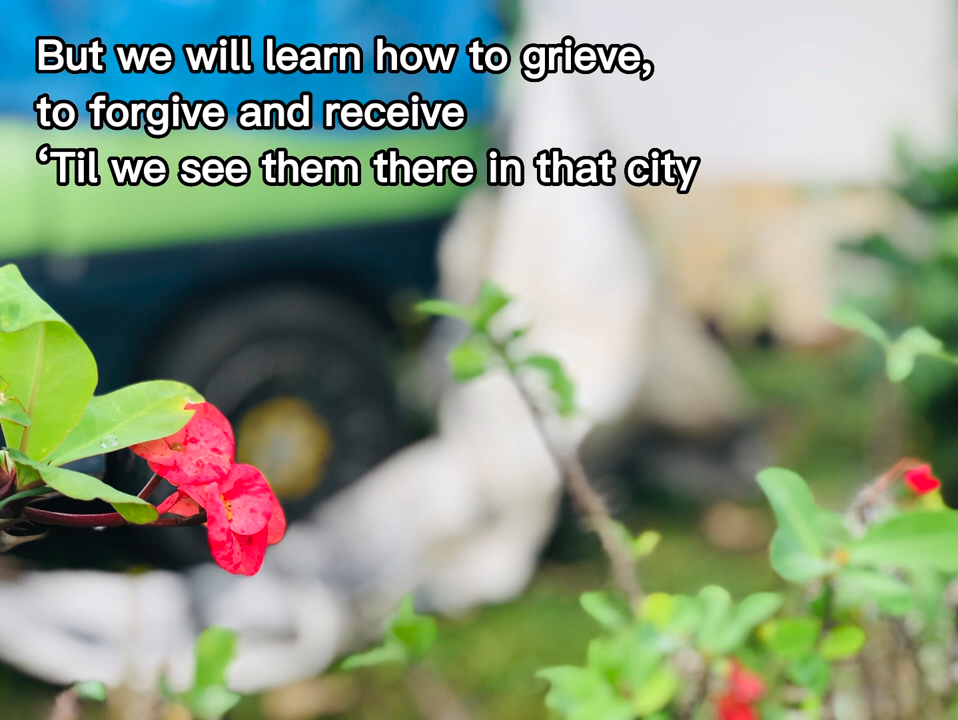 But we will learn how to grieve,
to forgive and receive
‘Til we see them there in that city